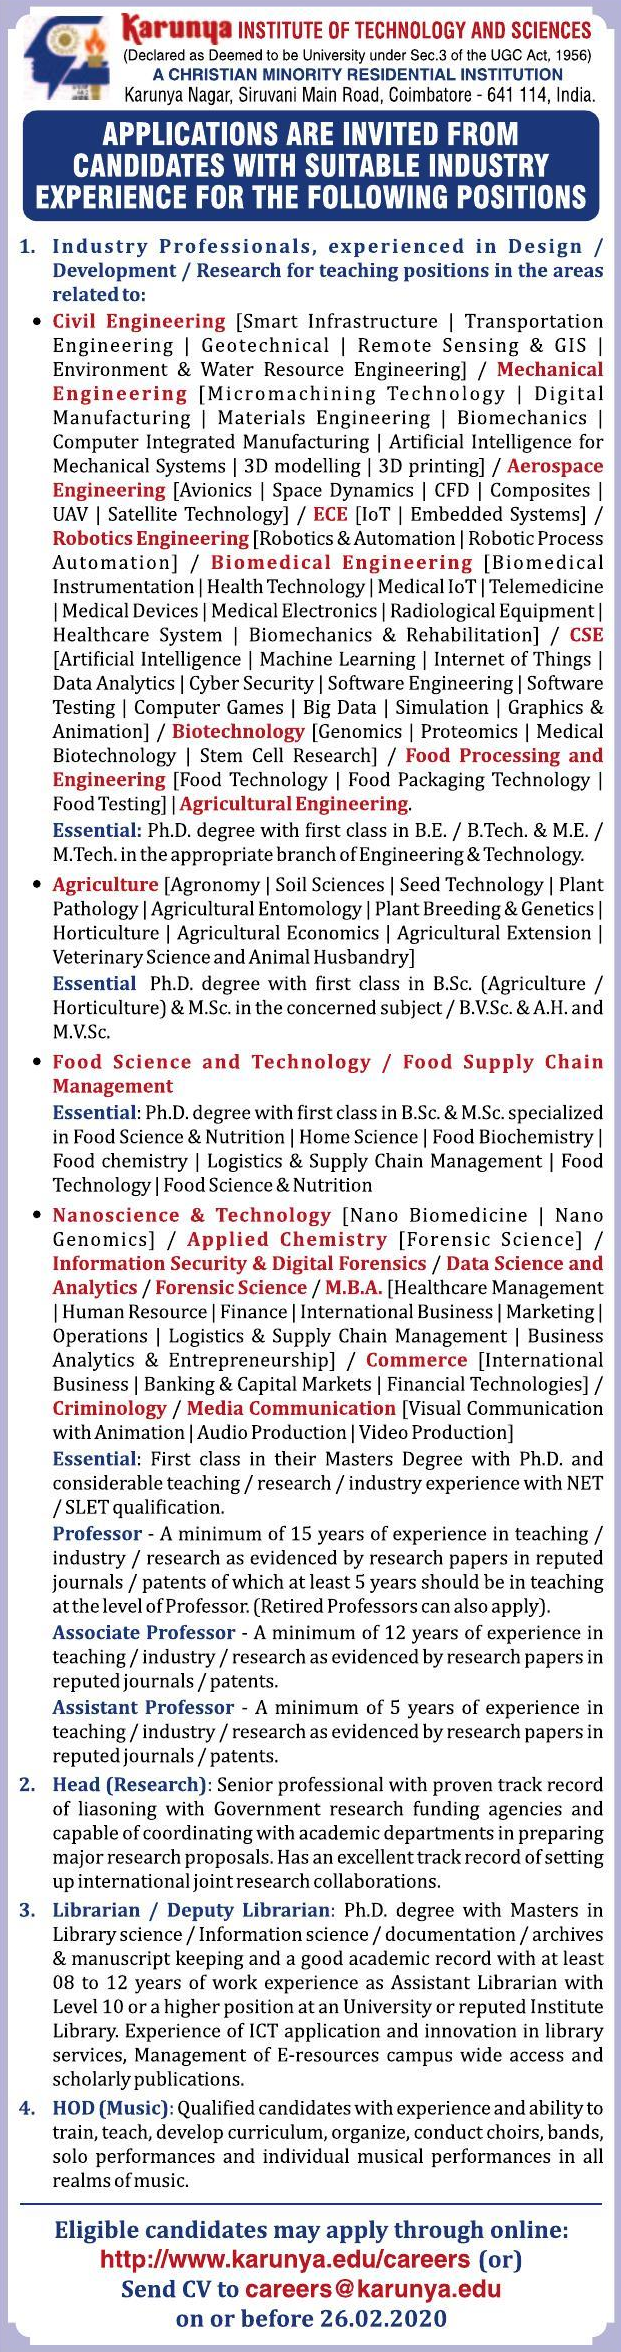 Karunya INSTITUTE OF TECHNOLOGY AND SCIENCES
(Declared as Deemed to be University under Sec.3 of the UGC Act, 1956)
A CHRISTIAN MINORITY RESIDENTIAL INSTITUTION
Karunya Nagar, Siruvani Main Road, Coimbatore - 641 114, India.
APPLICATIONS ARE INVITED FROM
CANDIDATES WITH SUITABLE INDUSTRY
EXPERIENCE FOR THE FOLLOWING POSITIONS
1. Industry Professionals, experienced in Design /
Development / Research for teaching positions in the areas
related to:
• Civil Engineering [Smart Infrastructure | Transportation
Engineering | Geotechnical | Remote Sensing & GIS |
Environment & Water Resource Engineering] / Mechanical
Engineering [Micromachining Technology | Digital
Manufacturing | Materials Engineering | Biomechanics |
Computer Integrated Manufacturing | Artificial Intelligence for
Mechanical Systems | 3D modelling | 3D printing] / Aerospace
Engineering [Avionics | Space Dynamics | CFD | Composites |
UAV | Satellite Technology] / ECE [IoT | Embedded Systems] /
Robotics Engineering [Robotics & Automation | Robotic Process
Automation] / Biomedical Engineering [Biomedical
Instrumentation | Health Technology | Medical IoT | Telemedicine
| Medical Devices | Medical Electronics | Radiological Equipment |
Healthcare System | Biomechanics & Rehabilitation] / CSE
[Artificial Intelligence | Machine Learning | Internet of Things |
Data Analytics | Cyber Security | Software Engineering | Software
Testing | Computer Games | Big Data | Simulation | Graphics &
Animation] / Biotechnology [Genomics | Proteomics | Medical
Biotechnology | Stem Cell Research] / Food Processing and
Engineering [Food Technology | Food Packaging Technology |
Food Testing] | Agricultural Engineering.
Essential: Ph.D. degree with first class in B.E. / B.Tech. & M.E. /
M.Tech. in the appropriate branch of Engineering & Technology.
• Agriculture [Agronomy | Soil Sciences | Seed Technology | Plant
Pathology | Agricultural Entomology | Plant Breeding & Genetics |
Horticulture | Agricultural Economics | Agricultural Extension |
Veterinary Science and Animal Husbandry]
Essential Ph.D. degree with first class in B.Sc. (Agriculture /
Horticulture) & M.Sc. in the concerned subject / B.V.Sc. & A.H. and
M.V.Sc.
• Food Science and Technology / Food Supply Chain
Management
Essential: Ph.D. degree with first class in B.Sc. & M.Sc. specialized
in Food Science & Nutrition | Home Science | Food Biochemistry |
Food chemistry | Logistics & Supply Chain Management | Food
Technology | Food Science & Nutrition
• Nanoscience & Technology [Nano Biomedicine | Nano
Genomics] / Applied Chemistry [Forensic Science] /
Information Security & Digital Forensics / Data Science and
Analytics / Forensic Science / M.B.A. [Healthcare Management
| Human Resource | Finance | International Business | Marketing |
Operations | Logistics & Supply Chain Management | Business
Analytics & Entrepreneurship] / Commerce [International
Business | Banking & Capital Markets | Financial Technologies] /
Criminology / Media Communication [Visual Communication
with Animation | Audio Production | Video Production]
Essential: First class in their Masters Degree with Ph.D. and
considerable teaching / research / industry experience with NET
/ SLET qualification.
Professor - A minimum of 15 years of experience in teaching /
industry / research as evidenced by research papers in reputed
journals / patents of which at least 5 years should be in teaching
at the level of Professor. (Retired Professors can also apply).
Associate Professor - A minimum of 12 years of experience in
teaching / industry / research as evidenced by research papers in
reputed journals / patents.
Assistant Professor - A minimum of 5 years of experience in
teaching / industry / research as evidenced by research papers in
reputed journals / patents.
2. Head (Research): Senior professional with proven track record
of liasoning with Government research funding agencies and
capable of coordinating with academic departments in preparing
major research proposals. Has an excellent track record of setting
up international joint research collaborations.
3. Librarian / Deputy Librarian: Ph.D. degree with Masters in
Library science / Information science / documentation / archives
& manuscript keeping and a good academic record with at least
08 to 12 years of work experience as Assistant Librarian with
Level 10 or a higher position at an University or reputed Institute
Library. Experience of ICT application and innovation in library
services, Management of E-resources campus wide access and
scholarly publications.
4. HOD (Music): Qualified candidates with experience and ability to
train, teach, develop curriculum, organize, conduct choirs, bands,
solo performances and individual musical performances in all
realms of music.
Eligible candidates may apply through online:
http://www.karunya.edu/careers (or)
Send CV to careers@karunya.edu
on or before 26.02.2020